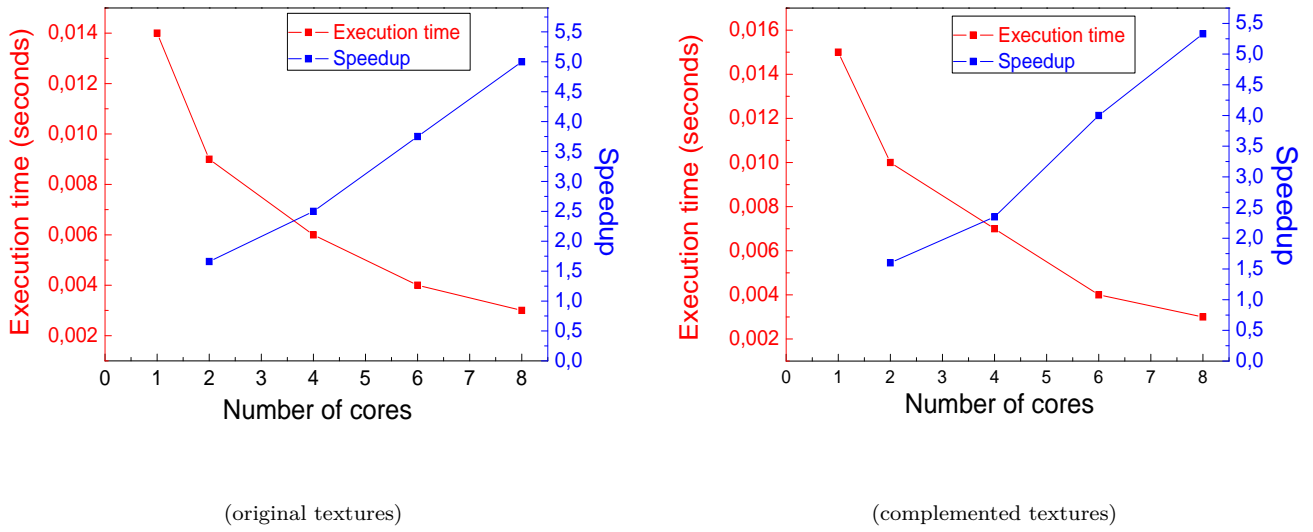 Execution time (seconds)
0,014
0,012
0,010
0,008
0,006
0,004
0,002
Execution time
Speedup
5,5
5,0
4,5
4,0
3,5
3,0
2,5
2,0
1,5
1,0
0,5
0,0
Speedup
0 1 2 3 4 5 6 7 8
Number of cores
(original textures)
Execution time (seconds)
0,016
0,014
0,012
0,010
0,008
0,006
0,004
0,002
Execution time
Speedup
5,5
5,0
4,5
4,0
3,5
3,0
2,5
2,0
1,5
1,0
0,5
0,0
Speedup
0 1 2 3 4 5 6 7 8
Number of cores
(complemented textures)